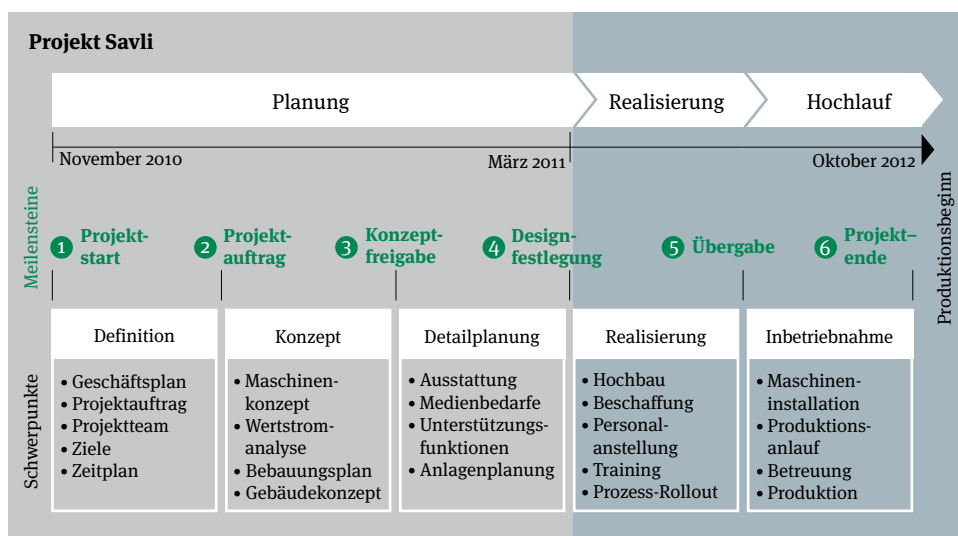 Projekt Savli
Planung
Realisierung
Hochlauf
November 2010
März 2011
Oktober 2012
Produktionsbeginn
Meilensteine
1 Projekt-
start
2 Projekt-
auftrag
3 Konzept-
freigabe
4 Design-
festlegung
5 Übergabe
6 Projekt–
ende
Schwerpunkte
Definition
• Geschäftsplan
• Projektauftrag
• Projektteam
• Ziele
• Zeitplan
Konzept
• Maschinen-
konzept
• Wertstrom-
analyse
• Bebauungsplan
• Gebäudekonzept
Detailplanung
• Ausstattung
• Medienbedarfe
• Unterstützungs-
funktionen
• Anlagenplanung
Realisierung
• Hochbau
• Beschaffung
• Personal-
anstellung
• Training
• Prozess-Rollout
Inbetriebnahme
• Maschinen-
installation
• Produktions-
anlauf
• Betreuung
• Produktion